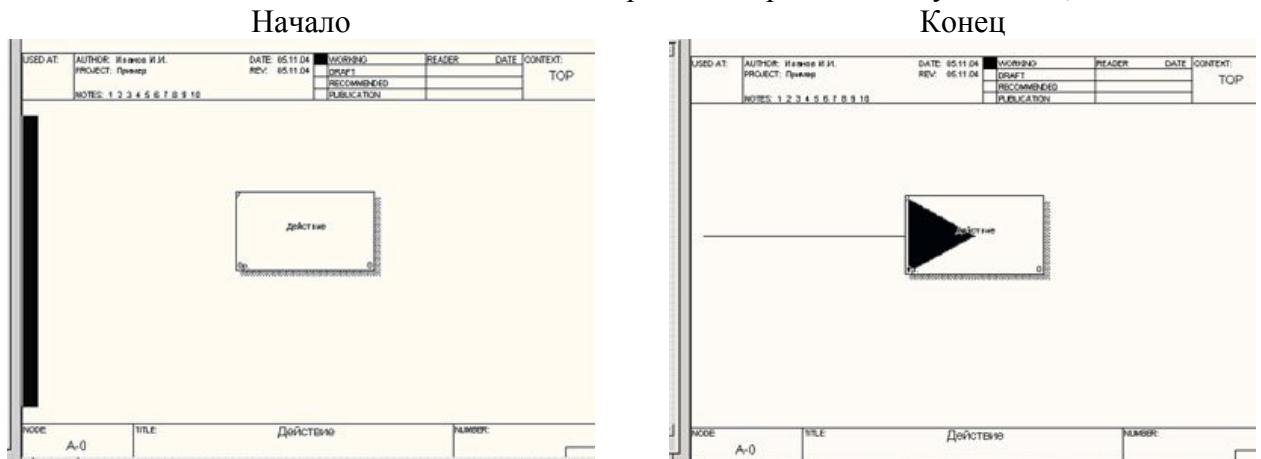 Начало
Конец
USED AT:
AUTHOR: Иванов И.И.
DATE: 05.11.04
WORKING
READER
DATE
CONTEXT:
PROJECT: Пример
REV: 05.11.04
DRAFT
TOP
RECOMMENDED
NOTES: 1 2 3 4 5 6 7 8 9 10
PUBLICATION
Действие
0р.
0
NODE:
TITLE:
Действие
NUMBER:
A-0
USED AT:
AUTHOR: Иванов И.И.
DATE: 05.11.04
WORKING
READER
DATE
CONTEXT:
PROJECT: Пример
REV: 05.11.04
DRAFT
TOP
RECOMMENDED
NOTES: 1 2 3 4 5 6 7 8 9 10
PUBLICATION
Действие
0
NODE:
TITLE:
Действие
NUMBER:
A-0